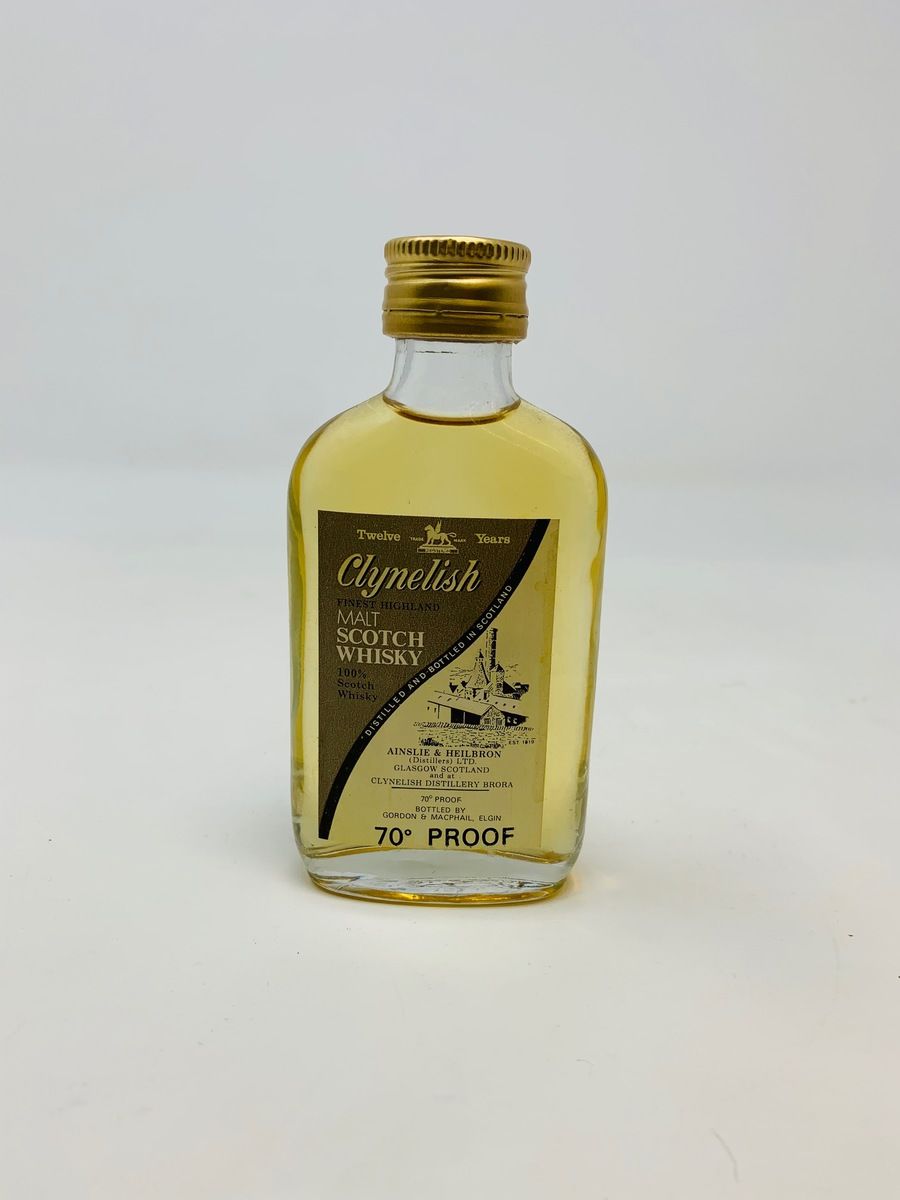 Twelve TRADE MARK Years
Clynelish
FINEST HIGHLAND
MALT
SCOTCH
WHISKY
100%
Scotch
Whisky
DISTILLED AND BOTTLED IN SCOTLAND
EST 1819
AINSLIE & HEILBRON
(Distillers) LTD.
GLASGOW SCOTLAND
and at
CLYNELISH DISTILLERY BRORA
70° PROOF
BOTTLED BY
GORDON & MACPHAIL, ELGIN
70° PROOF